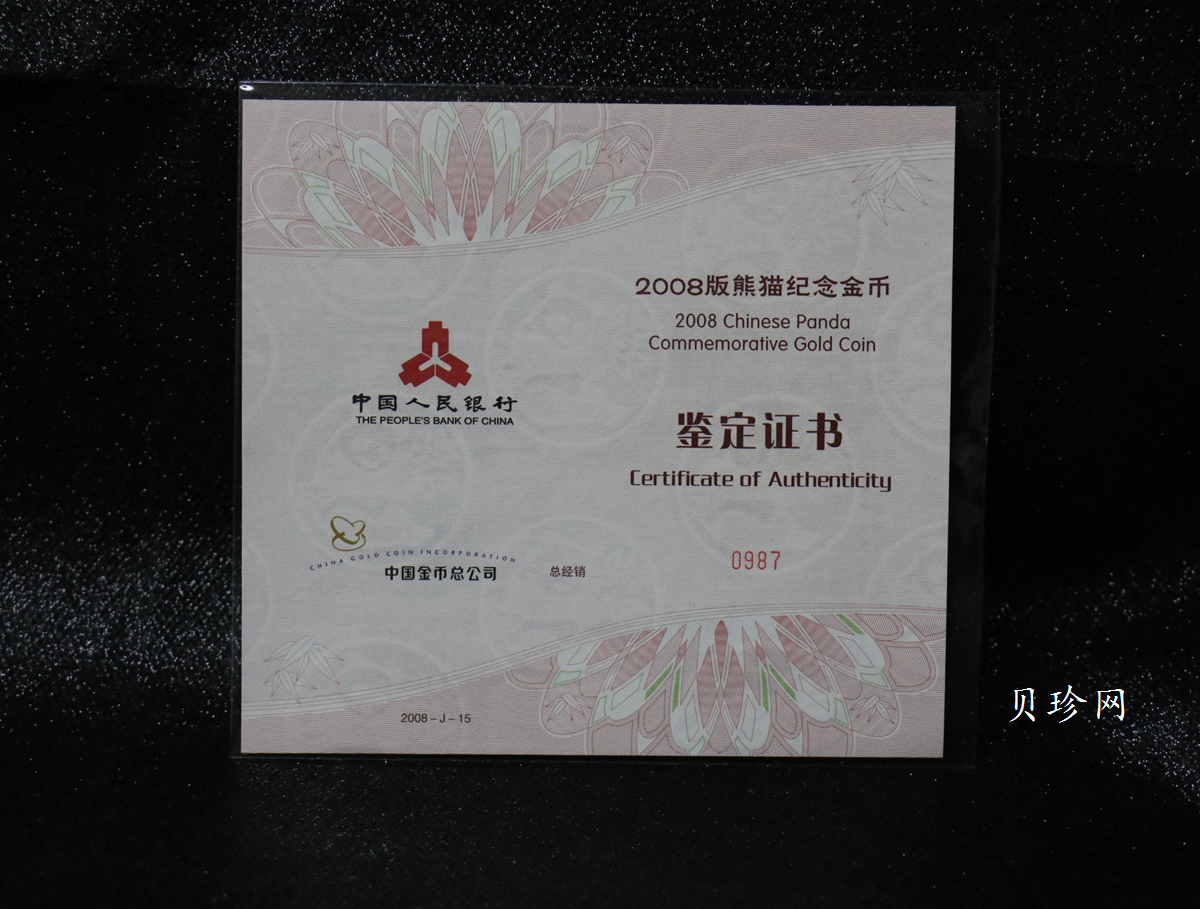 2008版熊猫纪念金币
2008 Chinese Panda
Commemorative Gold Coin
中国人民银行
THE PEOPLE'S BANK OF CHINA
鉴定证书
Certificate of Authenticity
CHINA GOLD COIN INCORPORATION
中国金币总公司
总经销
0987
2008-J-15
贝珍网